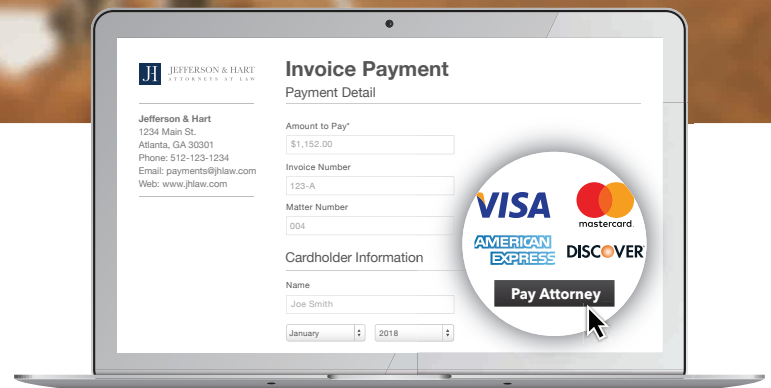 JH
JEFFERSON & HART
ATTORNEYS AT LAW
Jefferson & Hart
1234 Main St.
Atlanta, GA 30301
Phone: 512-123-1234
Email: payments@jhlaw.com
Web: www.jhlaw.com
Invoice Payment
Payment Detail
Amount to Pay*
$1,152.00
Invoice Number
123-A
Matter Number
004
Cardholder Information
Name
Joe Smith
January
2018
VISA
mastercard.
AMERICAN
EXPRESS
DISCOVER
Pay Attorney